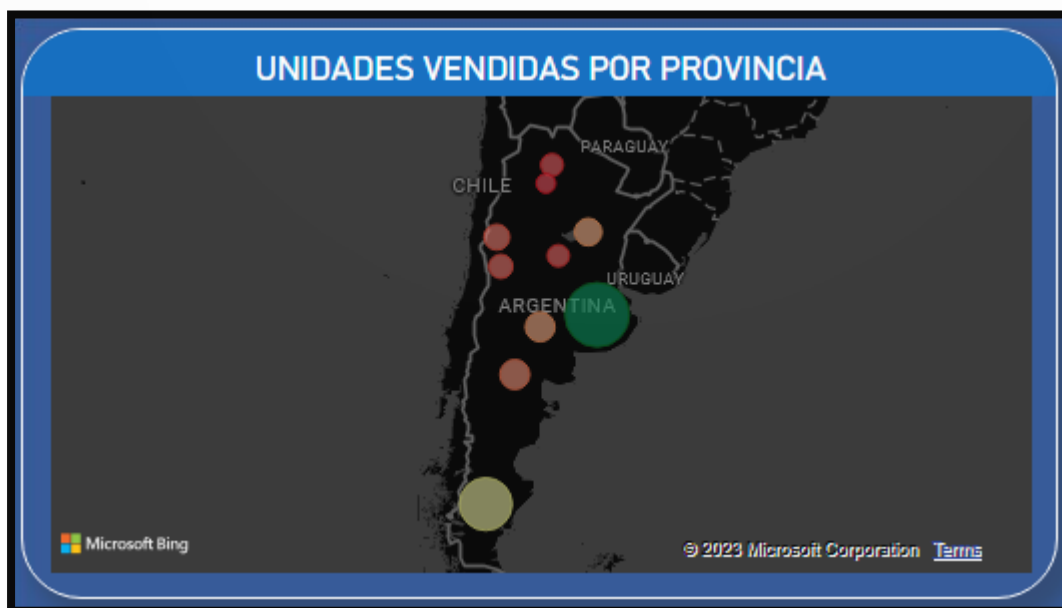 UNIDADES VENDIDAS POR PROVINCIA
PARAGUAY
CHILE
URUGUAY
ARGENTINA
Microsoft Bing
© 2023 Microsoft Corporation Terms